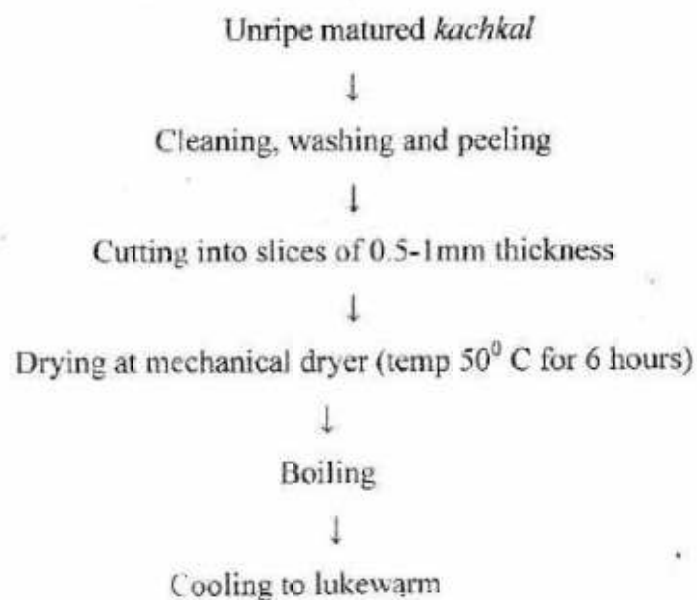 Unripe matured kachkal
↓
Cleaning, washing and peeling
↓
Cutting into slices of 0.5-1mm thickness
↓
Drying at mechanical dryer (temp 50⁰ C for 6 hours)
↓
Boiling
↓
Cooling to lukewarm